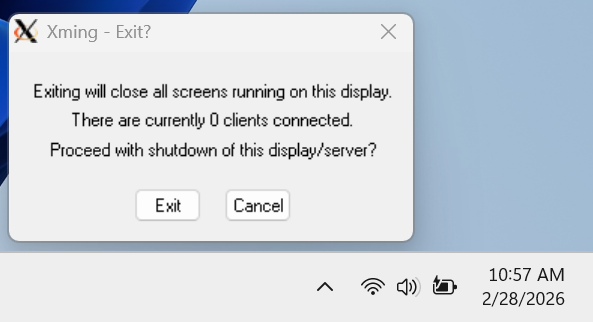 Xming - Exit?
Exiting will close all screens running on this display.
There are currently 0 clients connected.
Proceed with shutdown of this display/server?
Exit
Cancel
10:57 AM
2/28/2026